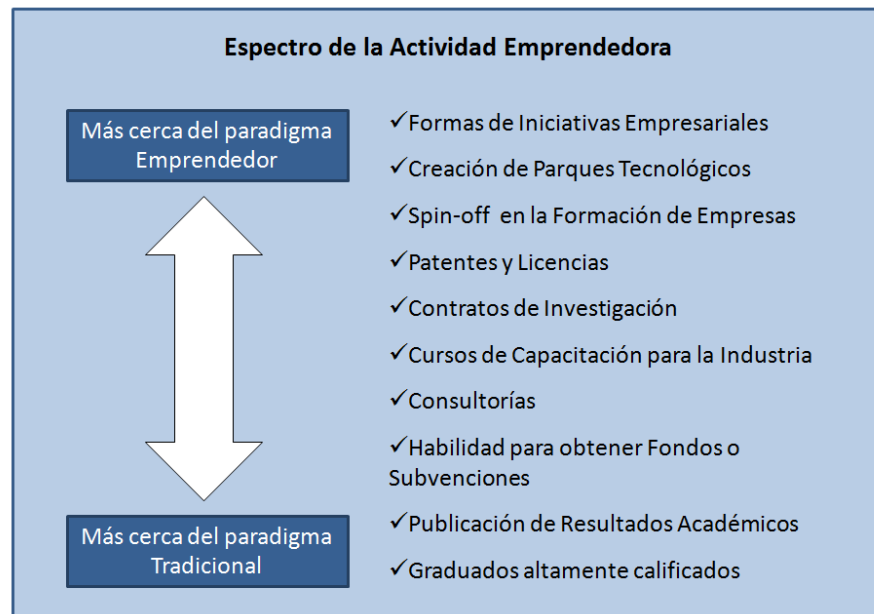 Espectro de la Actividad Emprendedora
Más cerca del paradigma
Emprendedor
✓Formas de Iniciativas Empresariales
✓Creación de Parques Tecnológicos
✓Spin-off en la Formación de Empresas
✓Patentes y Licencias
✓Contratos de Investigación
✓Cursos de Capacitación para la Industria
✓Consultorías
✓Habilidad para obtener Fondos o
Subvenciones
✓Publicación de Resultados Académicos
✓Graduados altamente calificados
Más cerca del paradigma
Tradicional